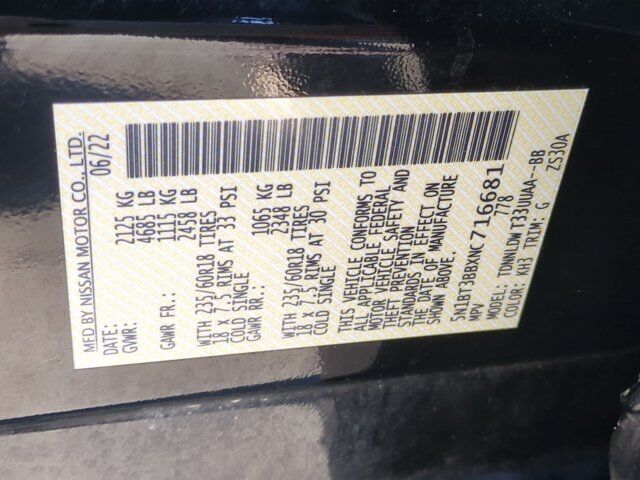 MFD BY NISSAN MOTOR CO., LTD.
DATE: 06/22
GVWR: 2125 KG
4685 LB
GAWR FR.: 1115 KG
2458 LB
WITH 235/60R18 TIRES
18 X 7.5 RIMS AT 33 PSI
COLD SINGLE
GAWR RR.: 1065 KG
2348 LB
WITH 235/60R18 TIRES
18 X 7.5 RIMS AT 30 PSI
COLD SINGLE
THIS VEHICLE CONFORMS TO
ALL APPLICABLE FEDERAL
MOTOR VEHICLE SAFETY AND
THEFT PREVENTION
STANDARDS IN EFFECT ON
THE DATE OF MANUFACTURE
SHOWN ABOVE.
5N1BT3BBXNC716681
MPV 778
MODEL: TDNNLDWT33UUAA--BB
COLOR: KH3 TRIM: G ZS30A